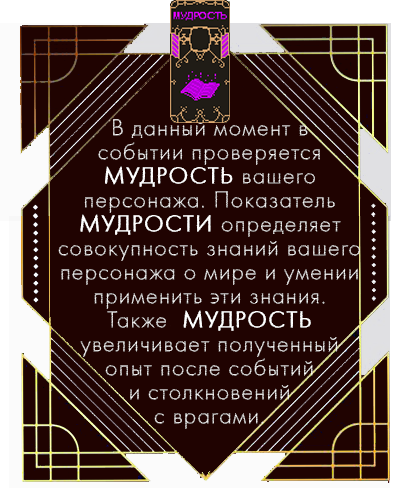 МУДРОСТЬ
В данный момент в
событии проверяется
МУДРОСТЬ вашего
персонажа. Показатель
МУДРОСТИ определяет
совокупность знаний вашего
персонажа о мире и умении
применить эти знания.
Также МУДРОСТЬ
увеличивает полученный
опыт после событий
и столкновений
с врагами.